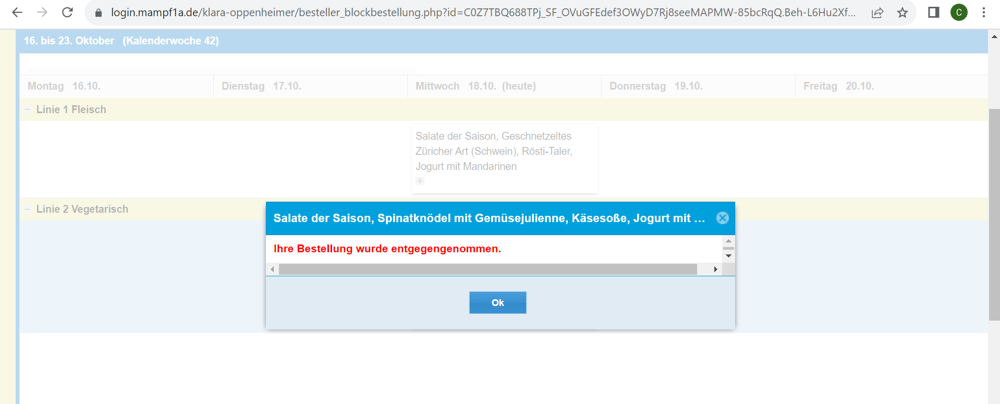 login.mampf1a.de/klara-oppenheimer/besteller_blockbestellung.php?id=C0Z7TBQ688TPj_SF_OVuGFEdef3OWyD7Rj8seeMAPMW-85bcRqQ.Beh-L6Hu2Xf...
C
16. bis 23. Oktober (Kalenderwoche 42)
Montag 16.10. Dienstag 17.10. Mittwoch 18.10. (heute) Donnerstag 19.10. Freitag 20.10.
Linie 1 Fleisch
Salate der Saison, Geschnetzeltes
Züricher Art (Schwein), Rösti-Taler,
Jogurt mit Mandarinen
Linie 2 Vegetarisch
Salate der Saison, Spinatknödel mit Gemüsejulienne, Käsesoße, Jogurt mit ...
Ihre Bestellung wurde entgegengenommen.
Ok